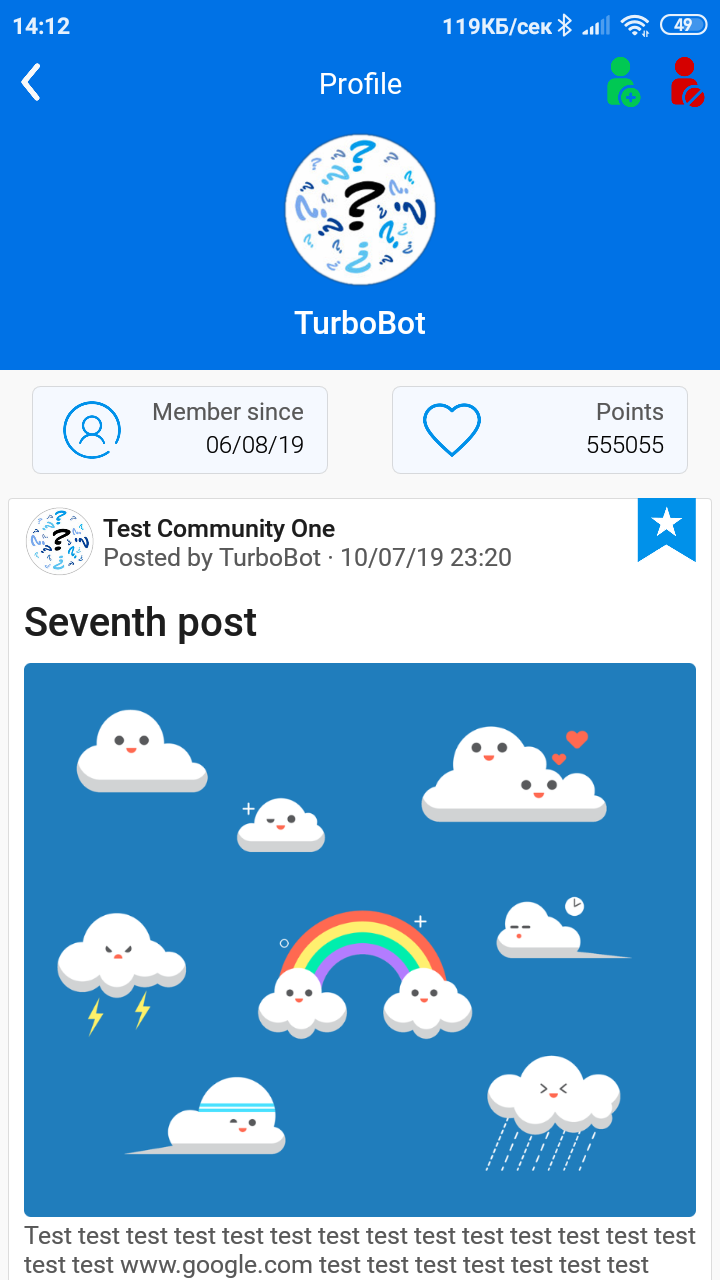 14:12
119КБ/сек
49
Profile
TurboBot
Member since
06/08/19
Points
555055
Test Community One
Posted by TurboBot · 10/07/19 23:20
Seventh post
Test test test test test test test test test test test test test test
test test www.google.com test test test test test test test